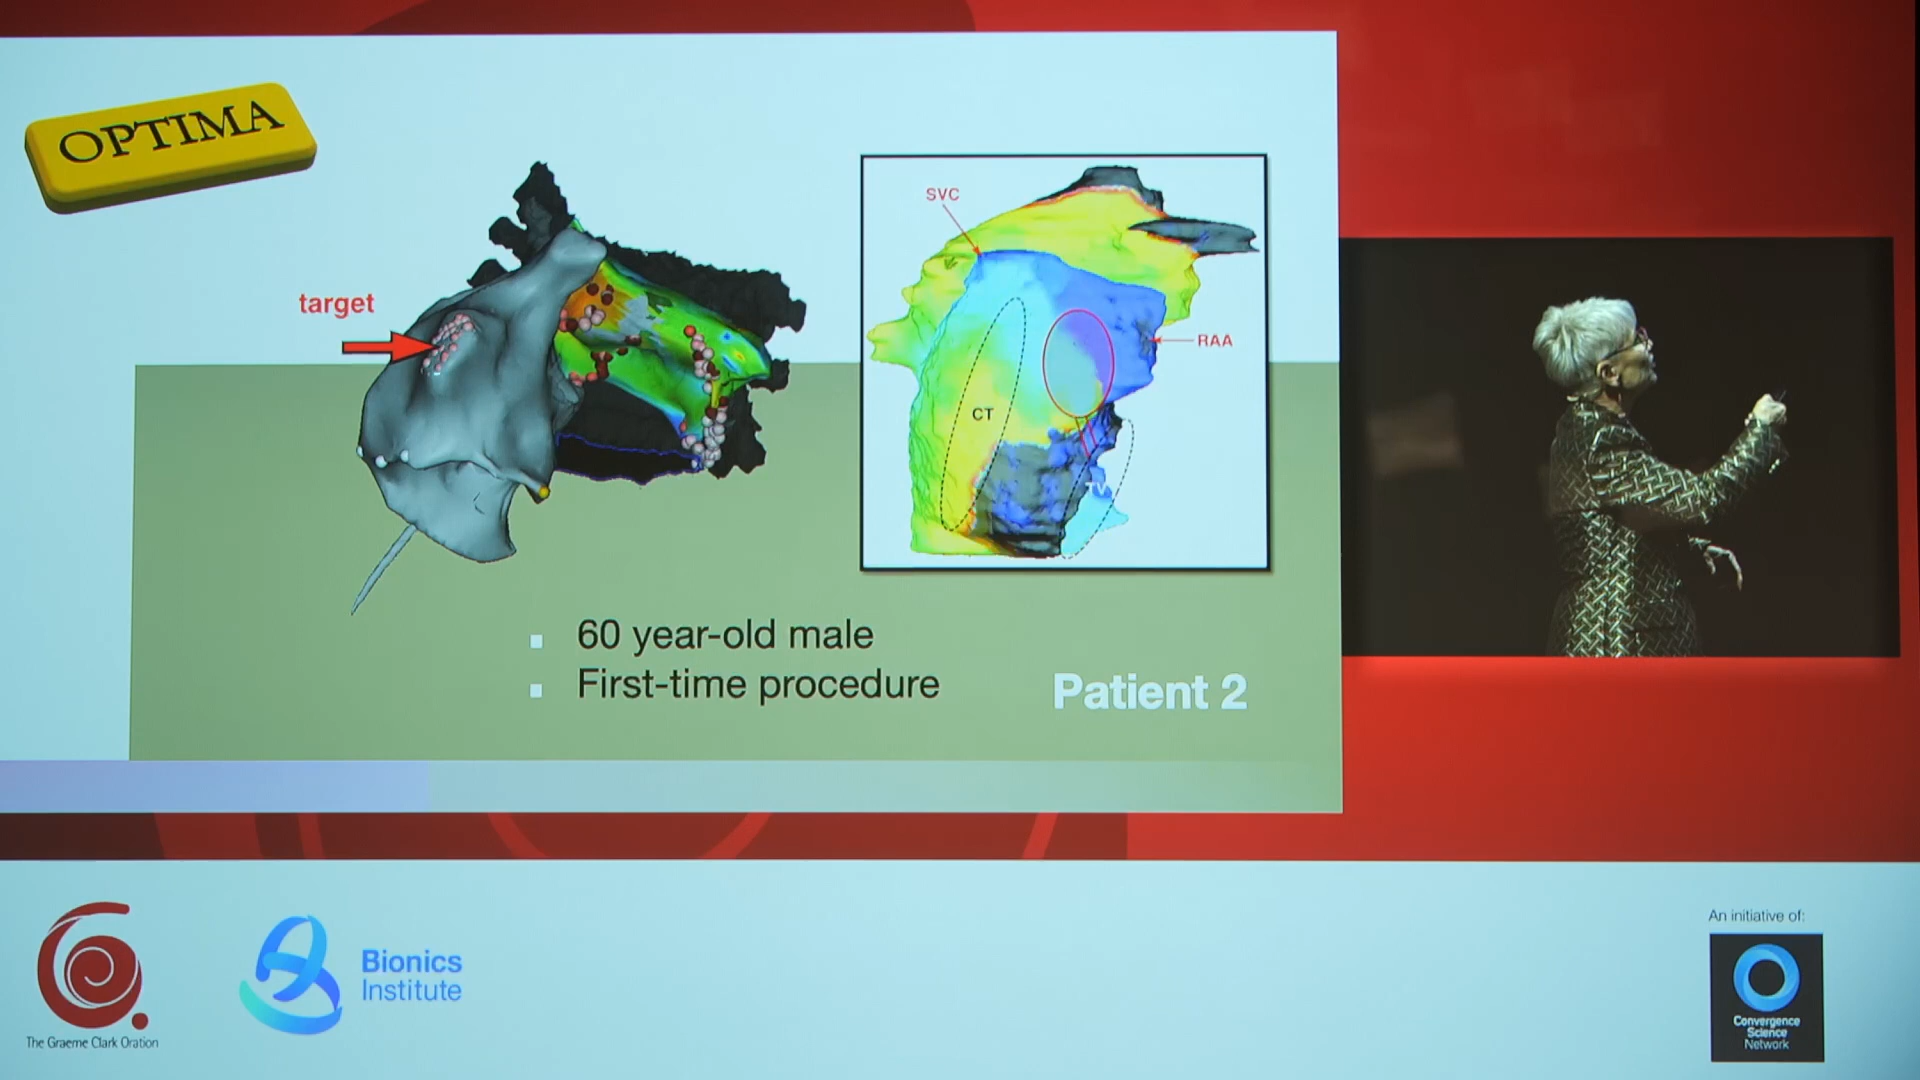 OPTIMA
target
SVC
RAA
CT
TV
60 year-old male
First-time procedure
Patient 2
The Graeme Clark Oration
Bionics
Institute
An initiative of:
Convergence
Science
Network